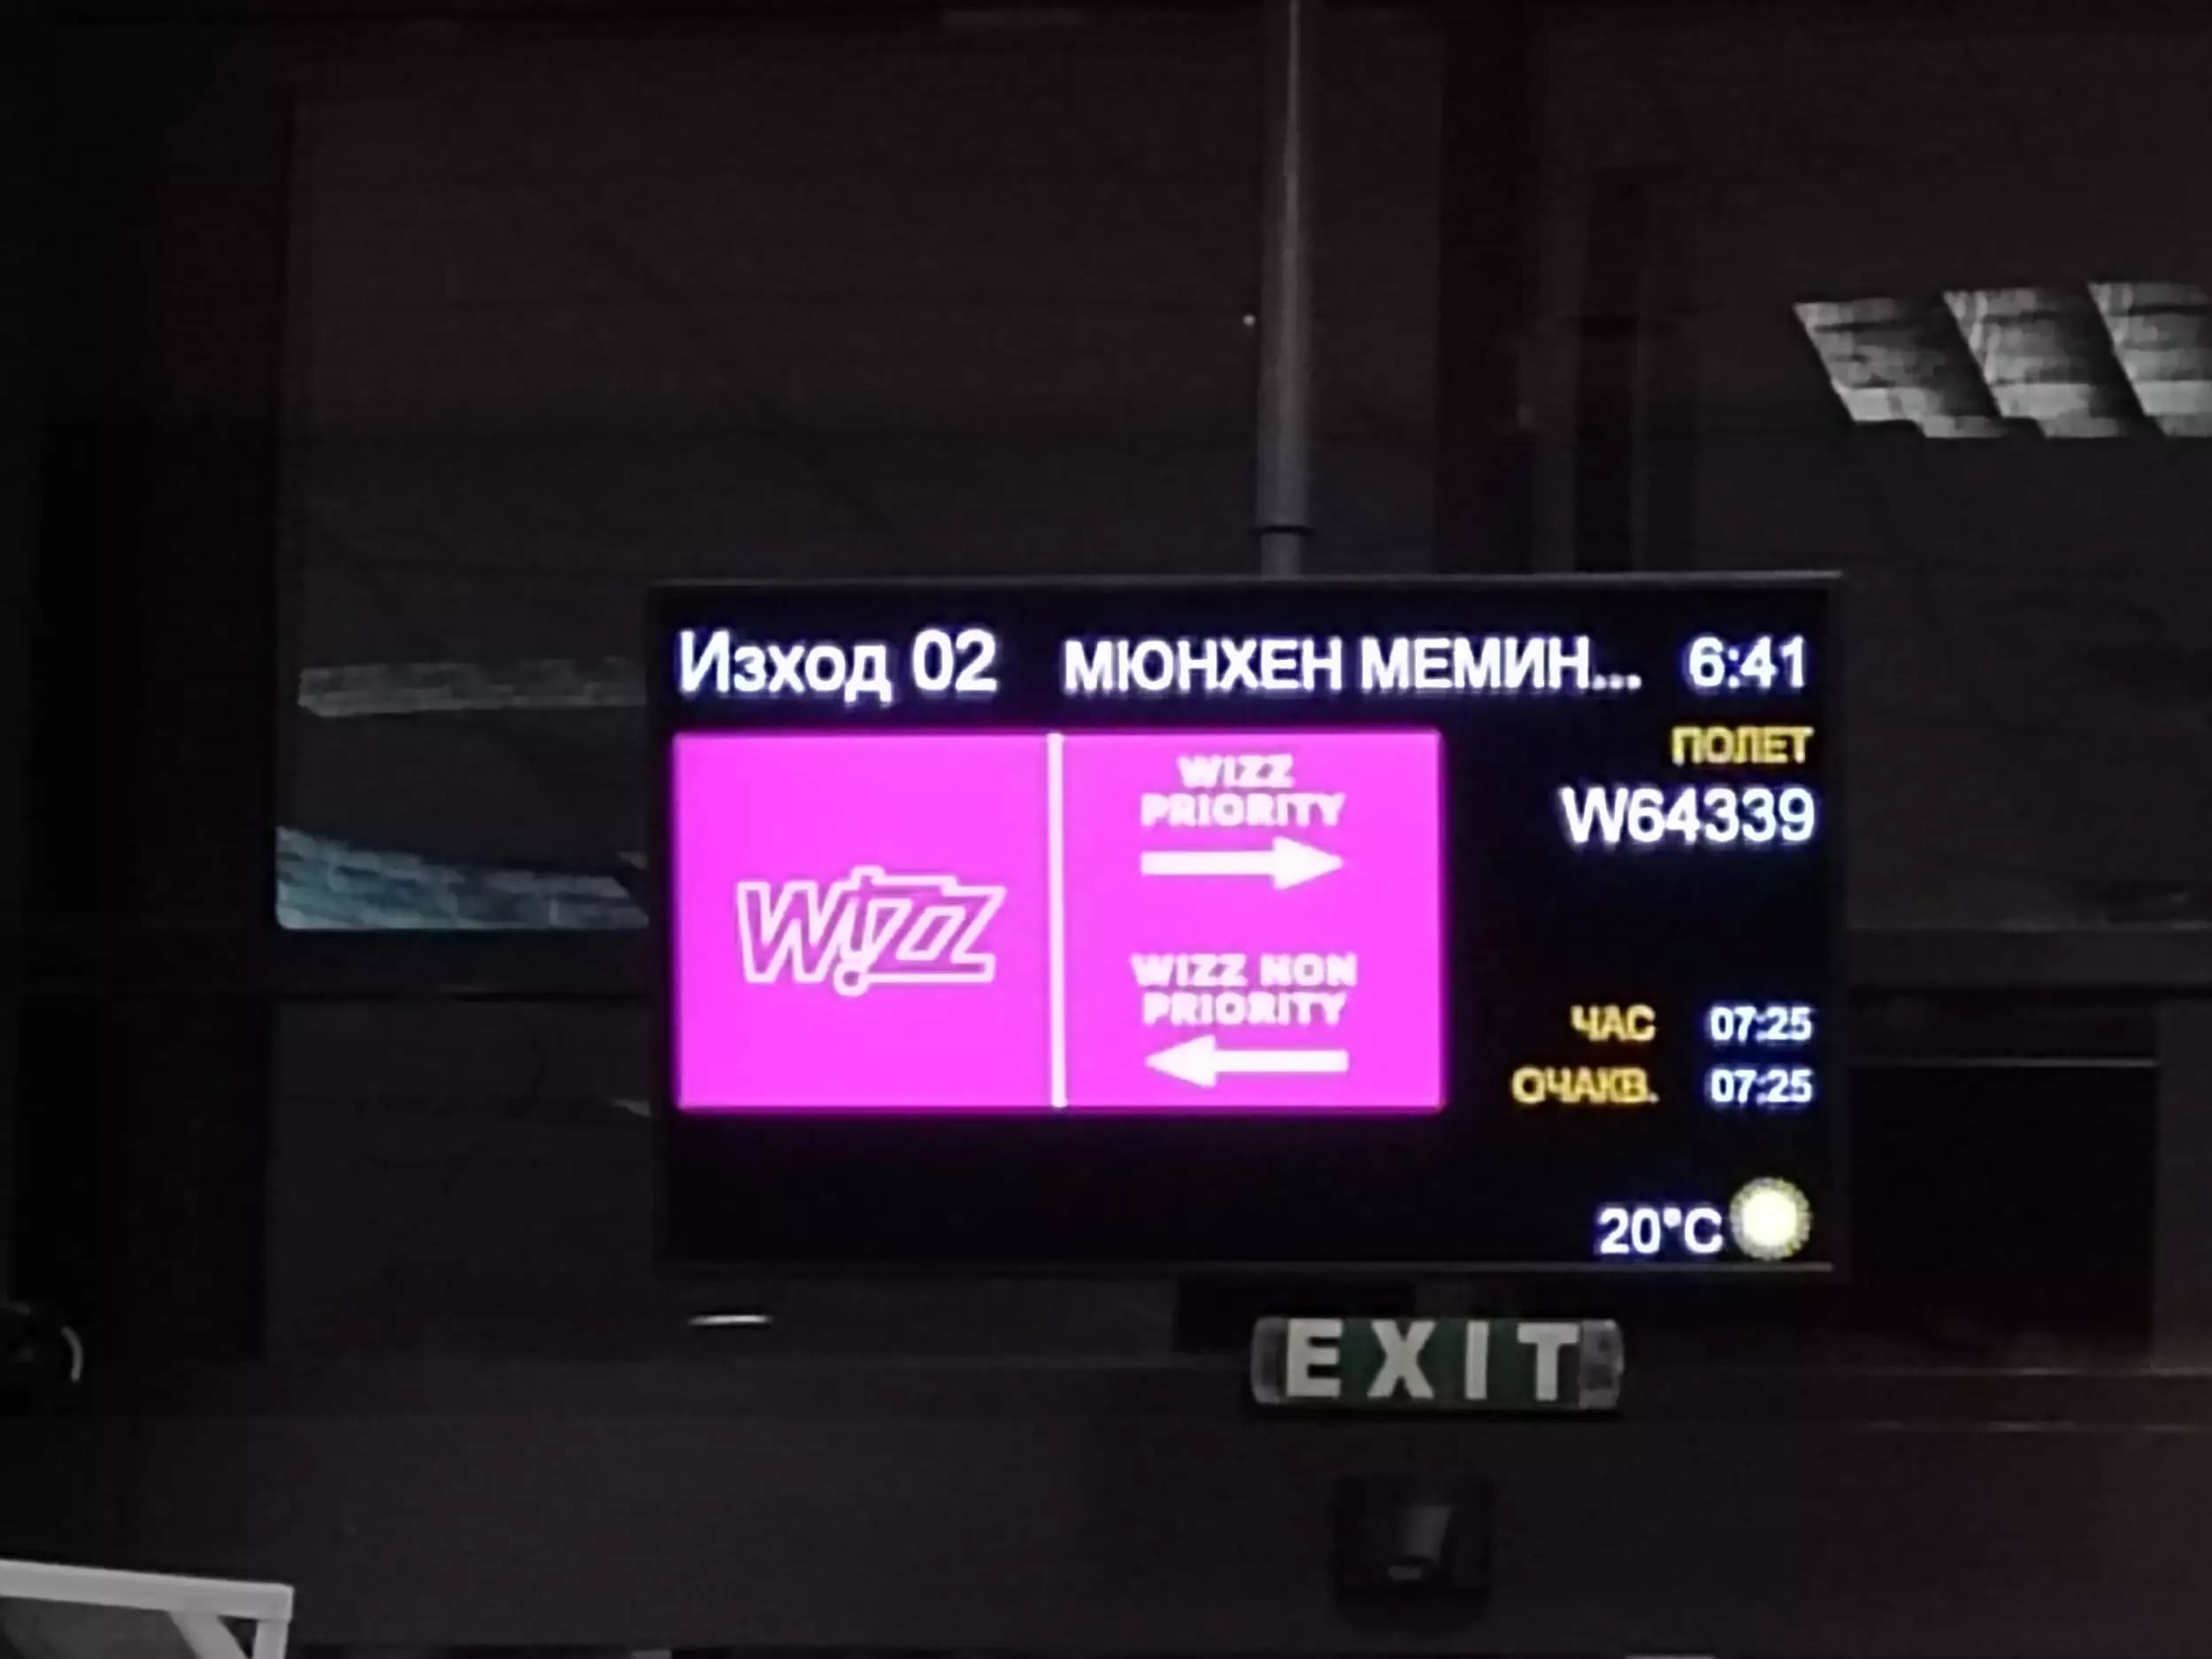 Изход 02 МЮНХЕН МЕМИН... 6:41
ПОЛЕТ
W64339
WIZZ
PRIORITY
Wizz
WIZZ NON
PRIORITY
ЧАС 07:25
ОЧАКВ. 07:25
20°C
EXIT